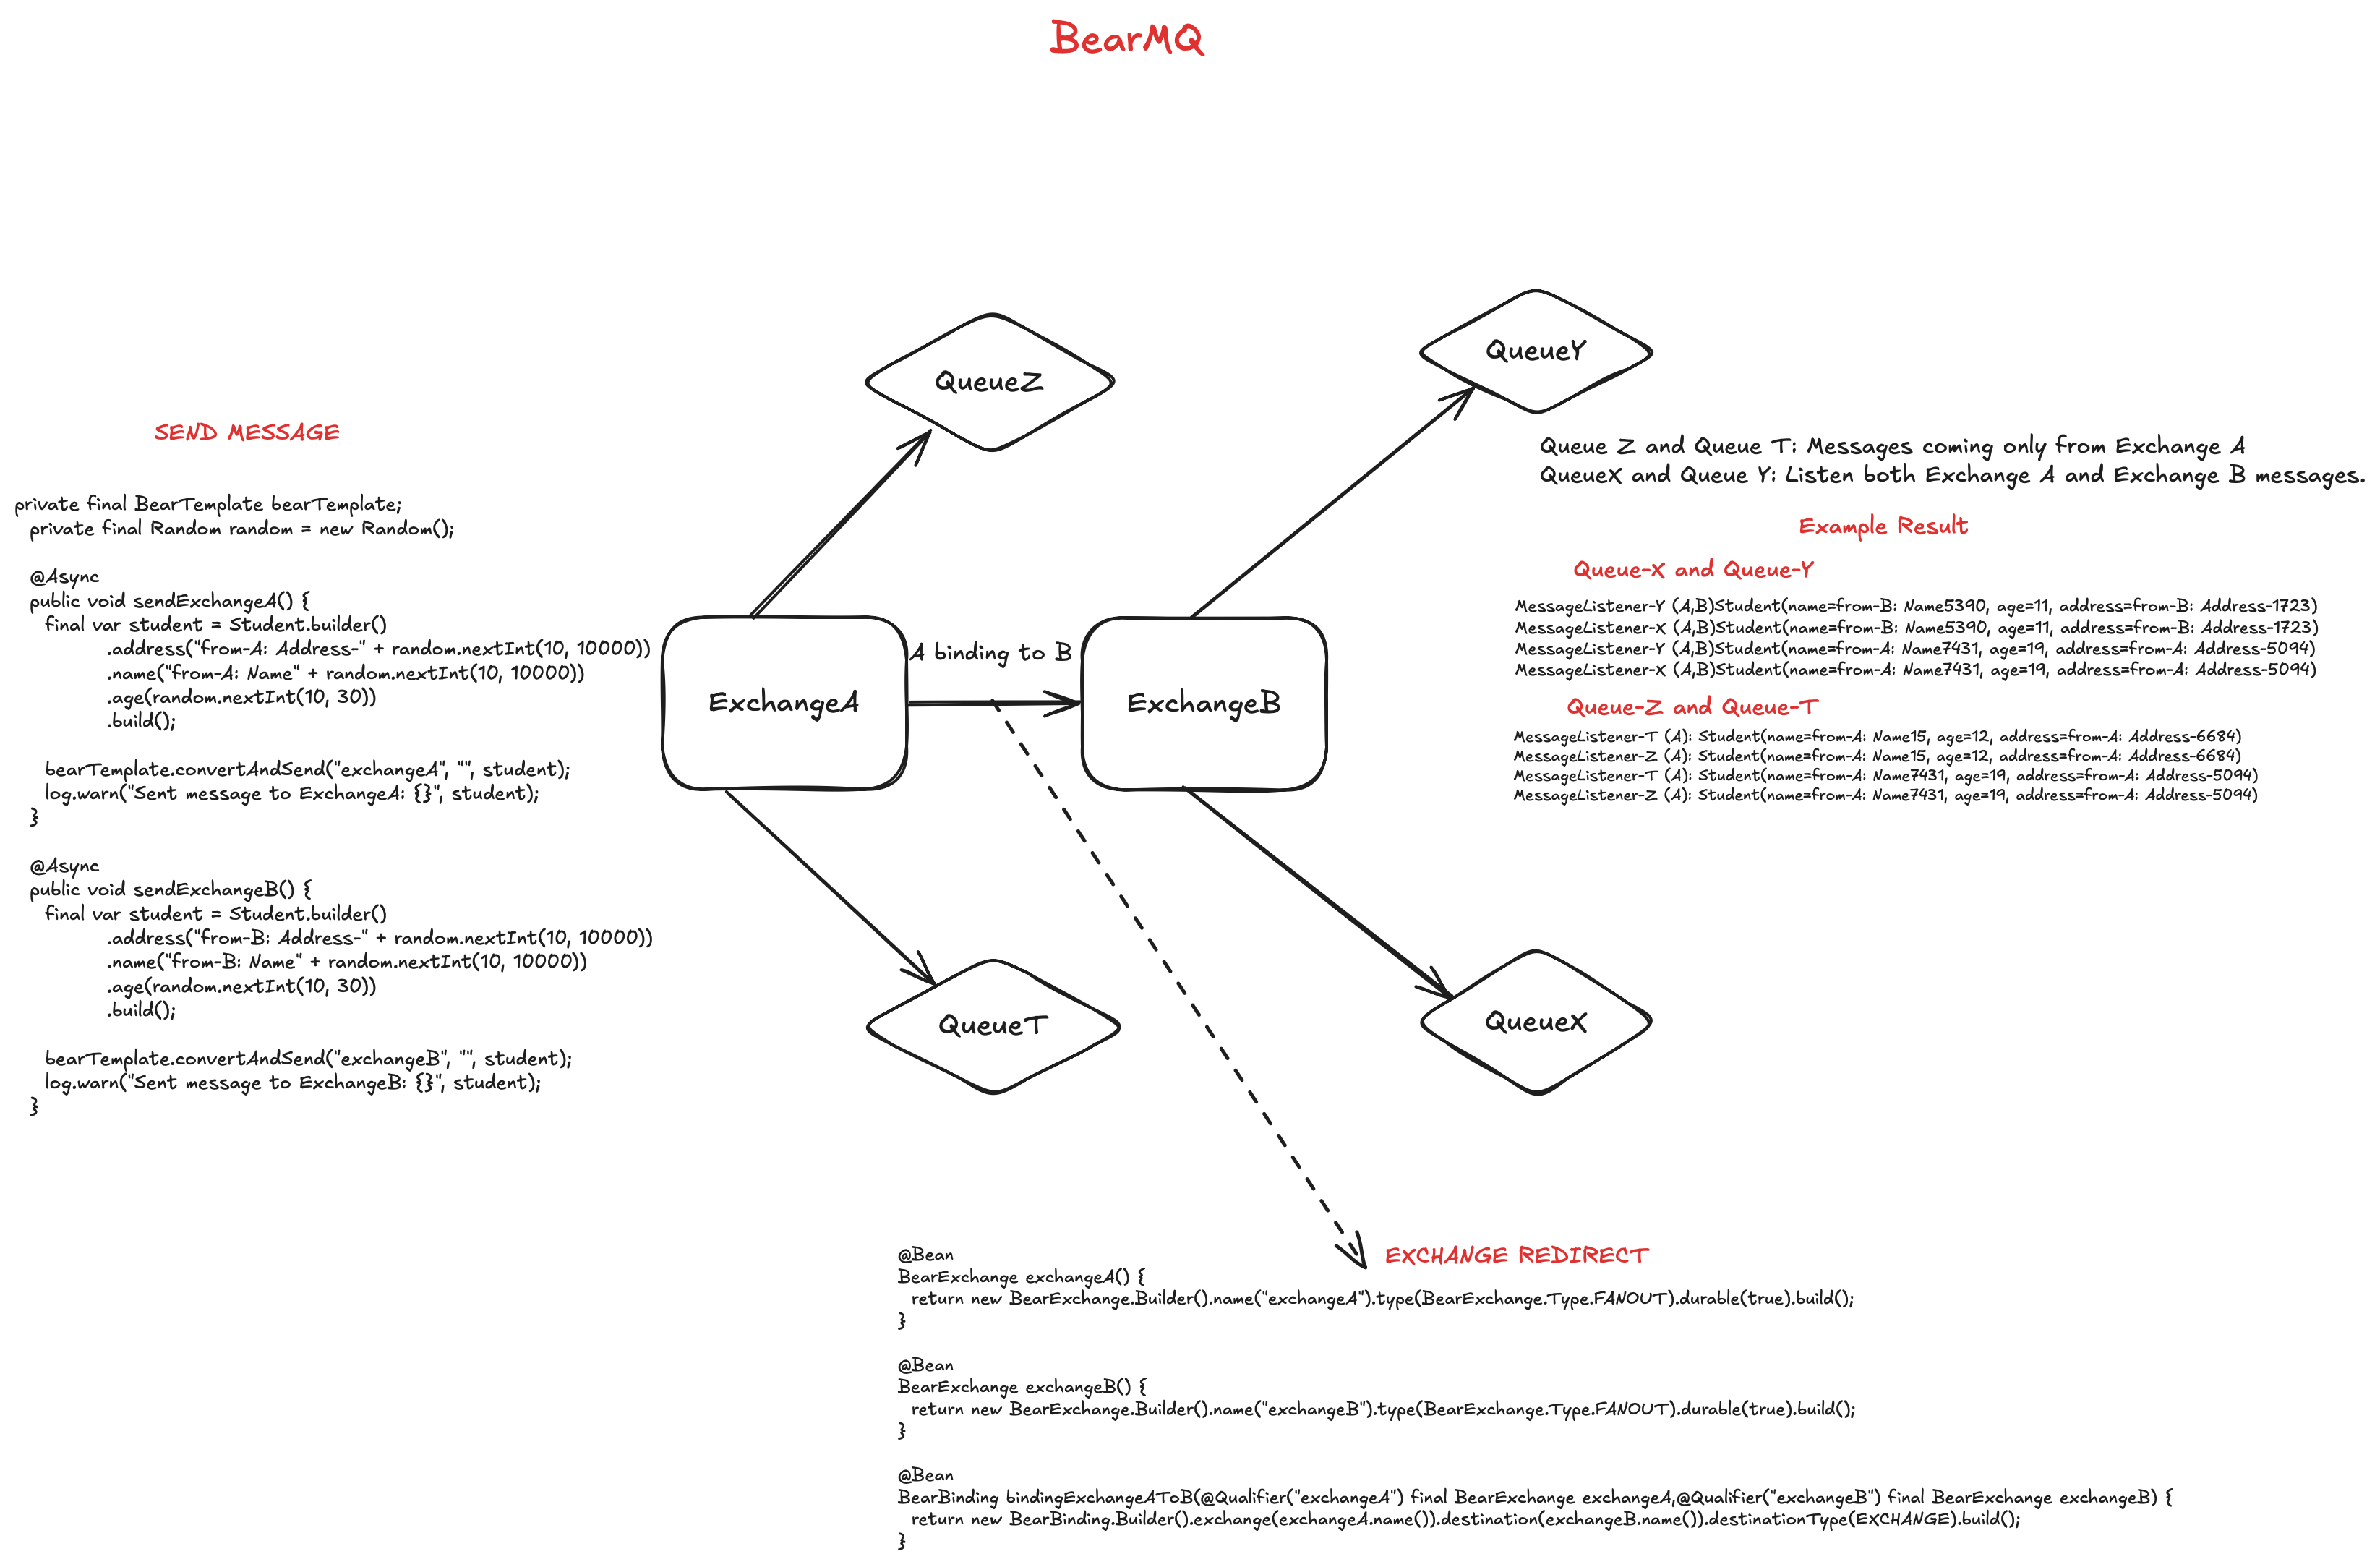 BearMQ
SEND MESSAGE
private final BearTemplate bearTemplate;
private final Random random = new Random();
@Async
public void sendExchangeA() {
final var student = Student.builder()
.address("from-A: Address-" + random.nextInt(10, 10000))
.name("from-A: Name" + random.nextInt(10, 10000))
.age(random.nextInt(10, 30))
.build();
bearTemplate.convertAndSend("exchangeA", "", student);
log.warn("Sent message to ExchangeA: {}", student);
}
@Async
public void sendExchangeB() {
final var student = Student.builder()
.address("from-B: Address-" + random.nextInt(10, 10000))
.name("from-B: Name" + random.nextInt(10, 10000))
.age(random.nextInt(10, 30))
.build();
bearTemplate.convertAndSend("exchangeB", "", student);
log.warn("Sent message to ExchangeB: {}", student);
}
QueueZ
QueueY
ExchangeA
A binding to B
ExchangeB
QueueT
QueueX
Queue Z and Queue T: Messages coming only from Exchange A
QueueX and Queue Y: Listen both Exchange A and Exchange B messages.
Example Result
Queue-X and Queue-Y
MessageListener-Y (A,B)Student(name=from-B: Name5390, age=11, address=from-B: Address-1723)
MessageListener-X (A,B)Student(name=from-B: Name5390, age=11, address=from-B: Address-1723)
MessageListener-Y (A,B)Student(name=from-A: Name7431, age=19, address=from-A: Address-5094)
MessageListener-X (A,B)Student(name=from-A: Name7431, age=19, address=from-A: Address-5094)
Queue-Z and Queue-T
MessageListener-T (A): Student(name=from-A: Name15, age=12, address=from-A: Address-6684)
MessageListener-Z (A): Student(name=from-A: Name15, age=12, address=from-A: Address-6684)
MessageListener-T (A): Student(name=from-A: Name7431, age=19, address=from-A: Address-5094)
MessageListener-Z (A): Student(name=from-A: Name7431, age=19, address=from-A: Address-5094)
EXCHANGE REDIRECT
@Bean
BearExchange exchangeA() {
return new BearExchange.Builder().name("exchangeA").type(BearExchange.Type.FANOUT).durable(true).build();
}
@Bean
BearExchange exchangeB() {
return new BearExchange.Builder().name("exchangeB").type(BearExchange.Type.FANOUT).durable(true).build();
}
@Bean
BearBinding bindingExchangeAToB(@Qualifier("exchangeA") final BearExchange exchangeA,@Qualifier("exchangeB") final BearExchange exchangeB) {
return new BearBinding.Builder().exchange(exchangeA.name()).destination(exchangeB.name()).destinationType(EXCHANGE).build();
}